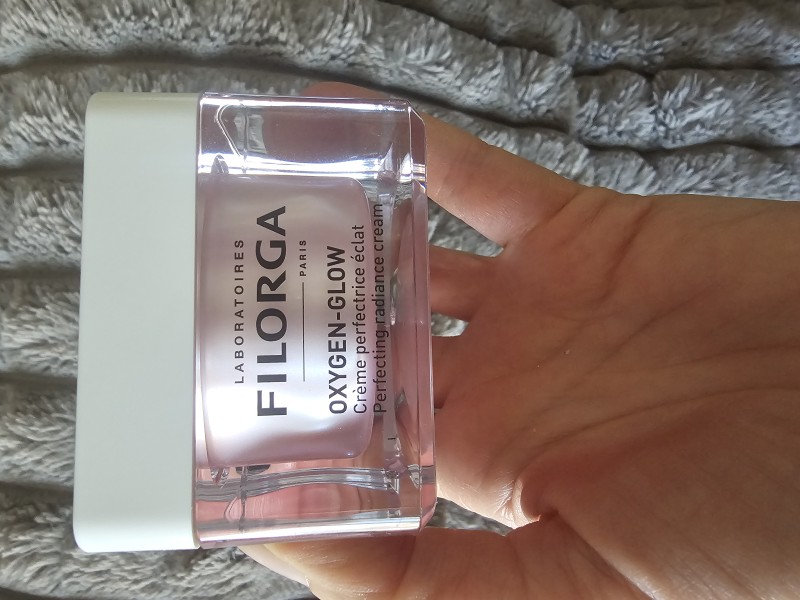 LABORATOIRES
FILORGA
PARIS
OXYGEN-GLOW
Crème perfectrice éclat
Perfecting radiance cream